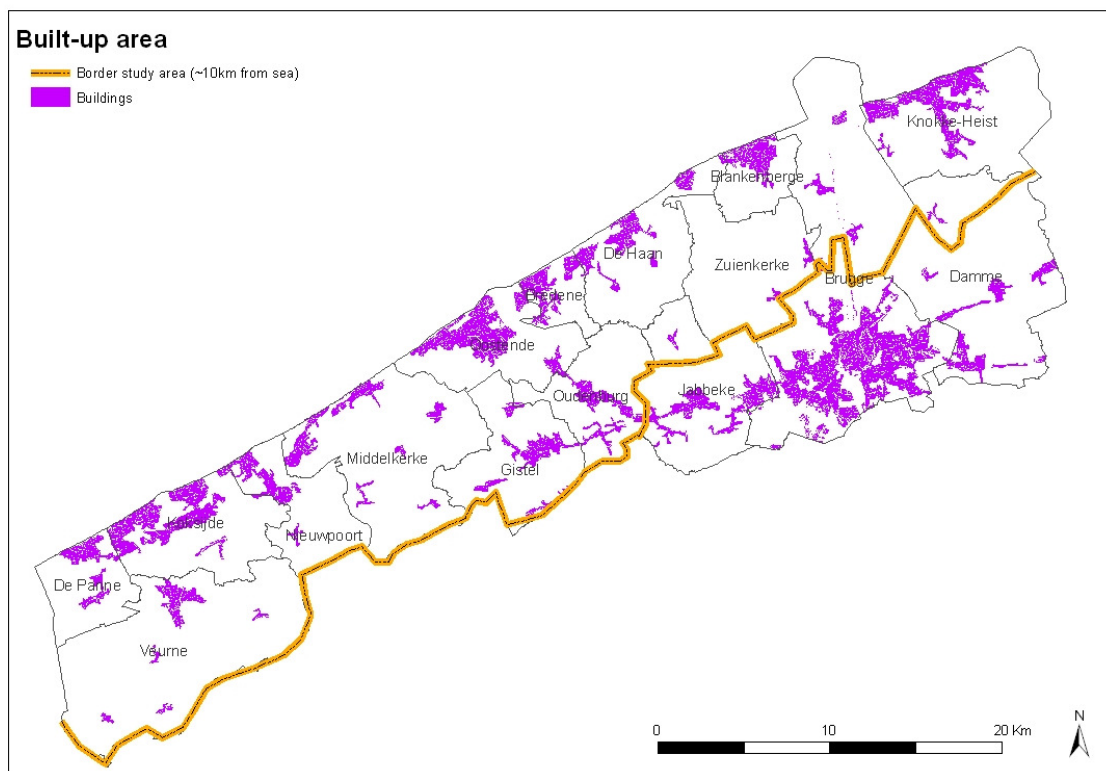 Built-up area
Border study area (~10km from sea)
Buildings
Knokke-Heist
Blankenberge
De Haan
Zuienkerke
Brugge
Damme
Bredene
Oostende
Oudenburg
Jabbeke
Middelkerke
Gistel
Koksijde
Nieuwpoort
De Panne
Veurne
0 10 20 Km
N